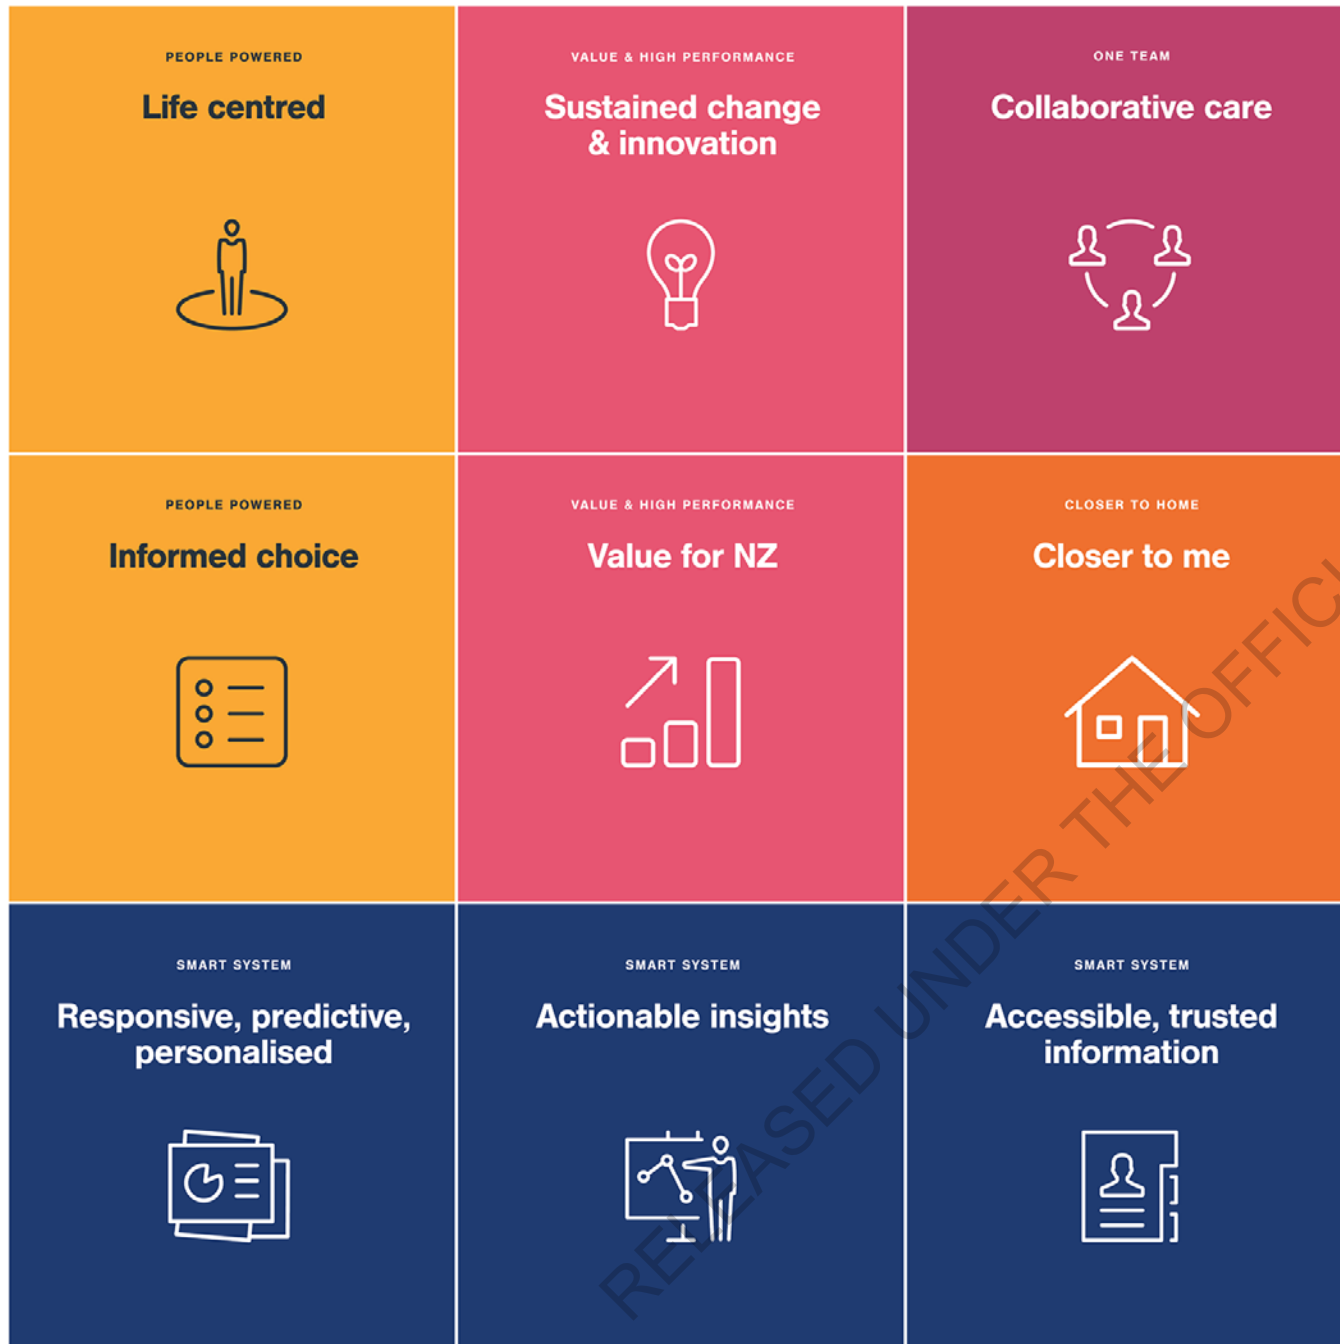 PEOPLE POWERED
Life centred
VALUE & HIGH PERFORMANCE
Sustained change
& innovation
ONE TEAM
Collaborative care
PEOPLE POWERED
Informed choice
VALUE & HIGH PERFORMANCE
Value for NZ
CLOSER TO HOME
Closer to me
SMART SYSTEM
Responsive, predictive,
personalised
SMART SYSTEM
Actionable insights
SMART SYSTEM
Accessible, trusted
information
RELEASED UNDER THE